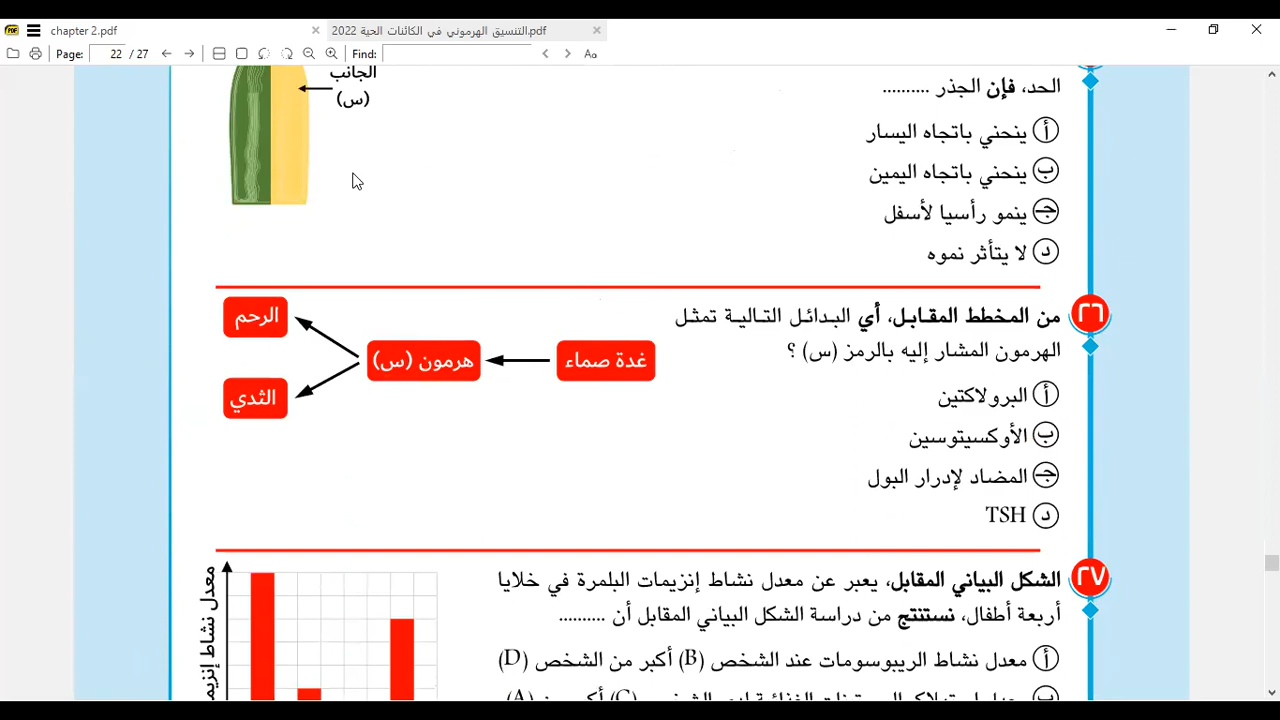 chapter 2.pdf
التنسيق الهرموني في الكائنات الحية 2022.pdf
Page: 22 / 27
Find:
الجانب
(س)
الحد، فإن الجذر ..........
أ ينحني باتجاه اليسار
ب ينحني باتجاه اليمين
جـ ينمو رأسيا لأسفل
د لا يتأثر نموه
٢٦
من المخطط المقابل، أي البدائل التالية تمثل
الهرمون المشار إليه بالرمز (س) ؟
أ البرولاكتين
ب الأوكسيتوسين
جـ المضاد لإدرار البول
د TSH
غدة صماء
هرمون (س)
الرحم
الثدي
٢٧
الشكل البياني المقابل، يعبر عن معدل نشاط إنزيمات البلمرة في خلايا
أربعة أطفال، نستنتج من دراسة الشكل البياني المقابل أن ..........
أ معدل نشاط الريبوسومات عند الشخص (B) أكبر من الشخص (D)
معدل نشاط